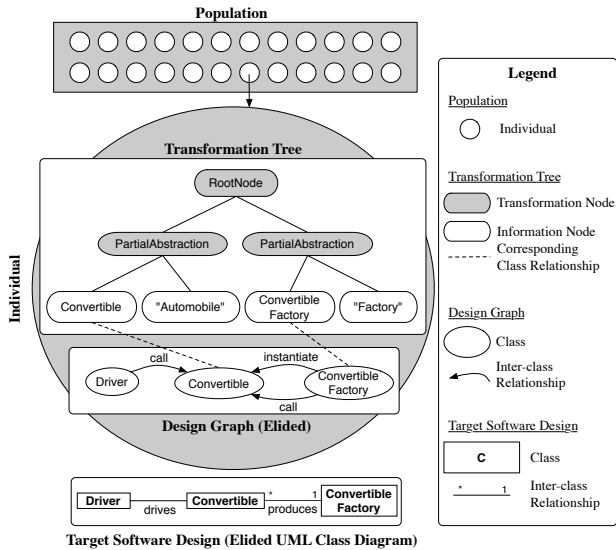 Population
Individual
Transformation Tree
RootNode
PartialAbstraction
PartialAbstraction
Convertible
"Automobile"
Convertible
Factory
"Factory"
call
instantiate
Driver
Convertible
Convertible
Factory
call
Design Graph (Elided)
Driver
drives
Convertible
*
1
produces
Convertible
Factory
Target Software Design (Elided UML Class Diagram)
Legend
Population
Individual
Transformation Tree
Transformation Node
Information Node
Corresponding
Class Relationship
Design Graph
Class
Inter-class
Relationship
Target Software Design
C
Class
*
1
Inter-class
Relationship